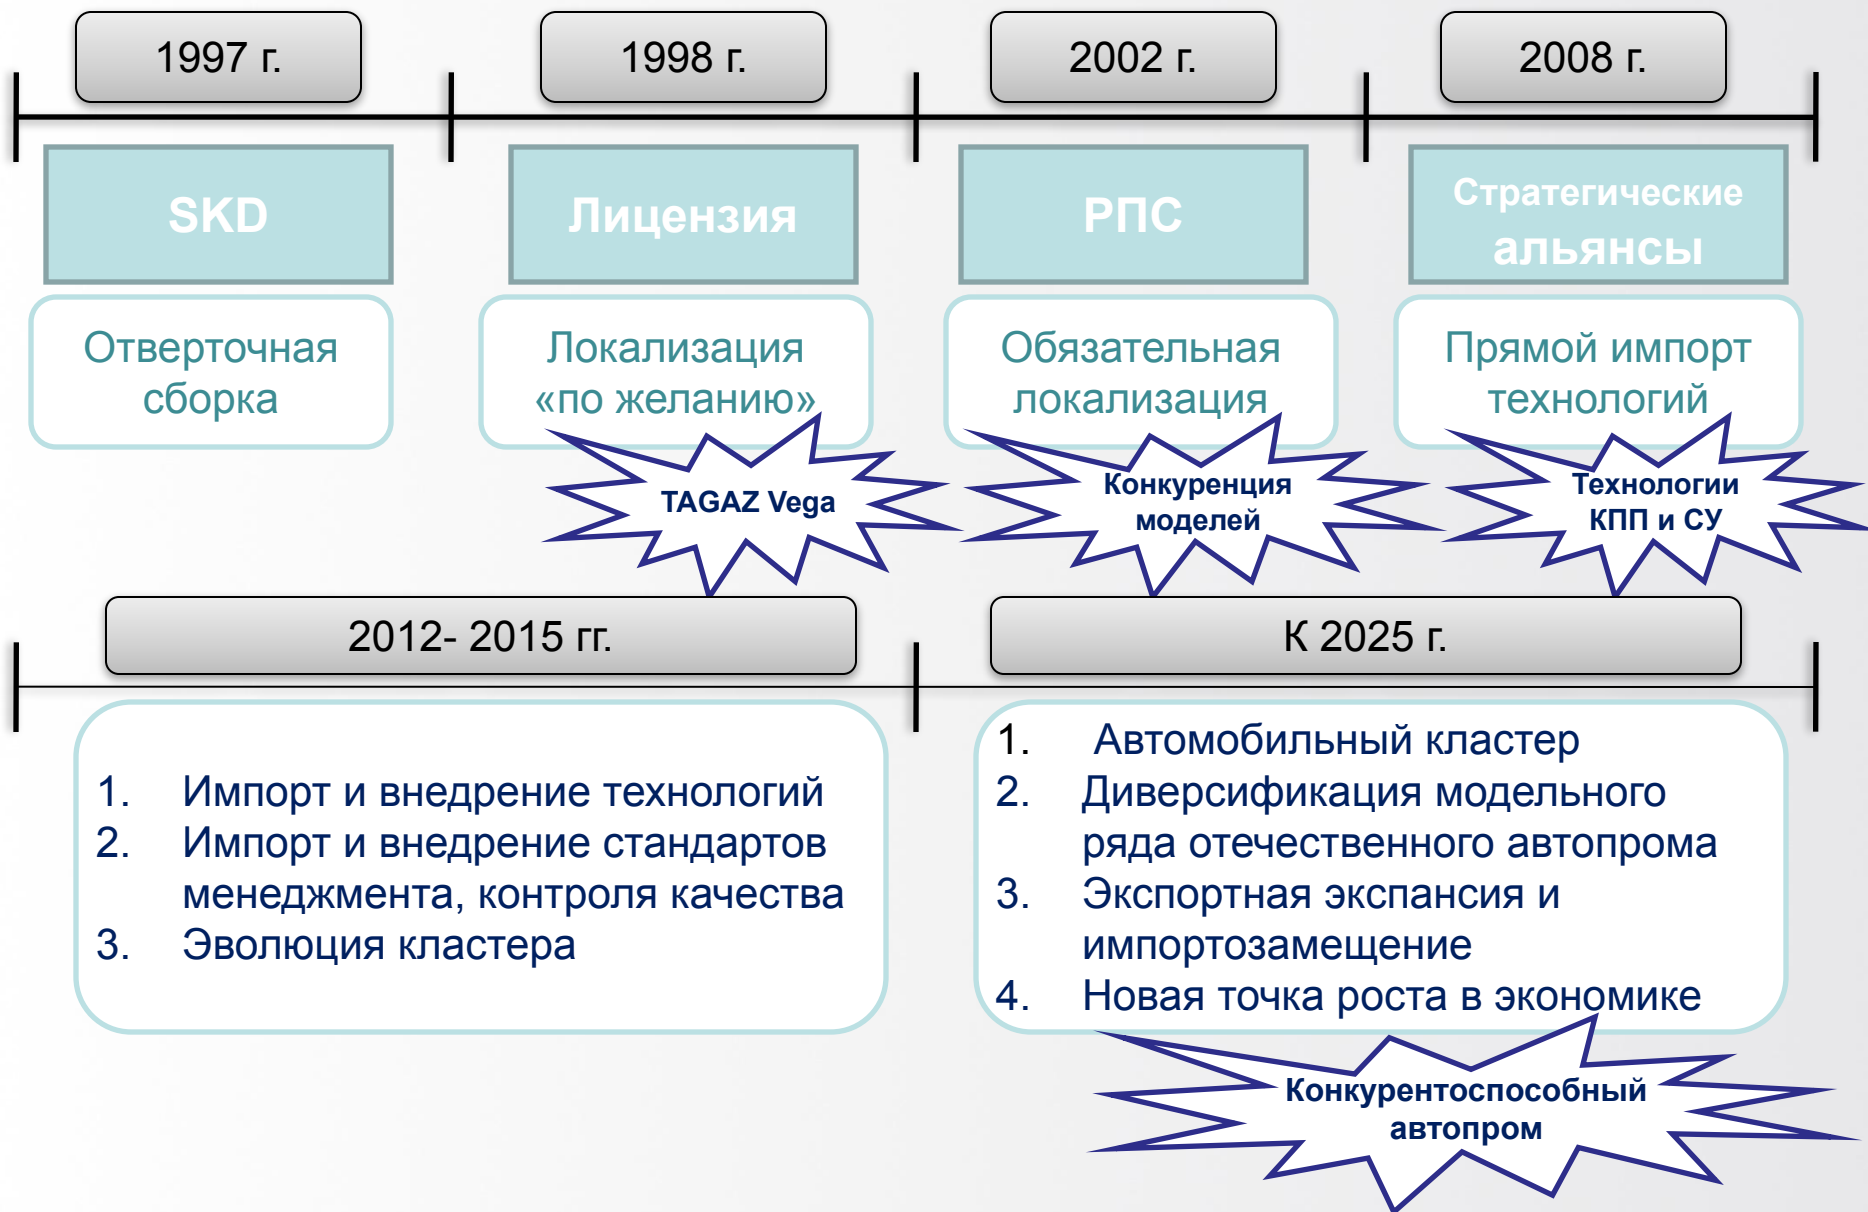 1997 г.
1998 г.
2002 г.
2008 г.
SKD
Лицензия
РПС
Стратегические
альянсы
Отверточная
сборка
Локализация
«по желанию»
Обязательная
локализация
Прямой импорт
технологий
TAGAZ Vega
Конкуренция
моделей
Технологии
КПП и СУ
2012- 2015 гг.
К 2025 г.
1. Импорт и внедрение технологий
2. Импорт и внедрение стандартов
менеджмента, контроля качества
3. Эволюция кластера
1. Автомобильный кластер
2. Диверсификация модельного
ряда отечественного автопрома
3. Экспортная экспансия и
импортозамещение
4. Новая точка роста в экономике
Конкурентоспособный
автопром